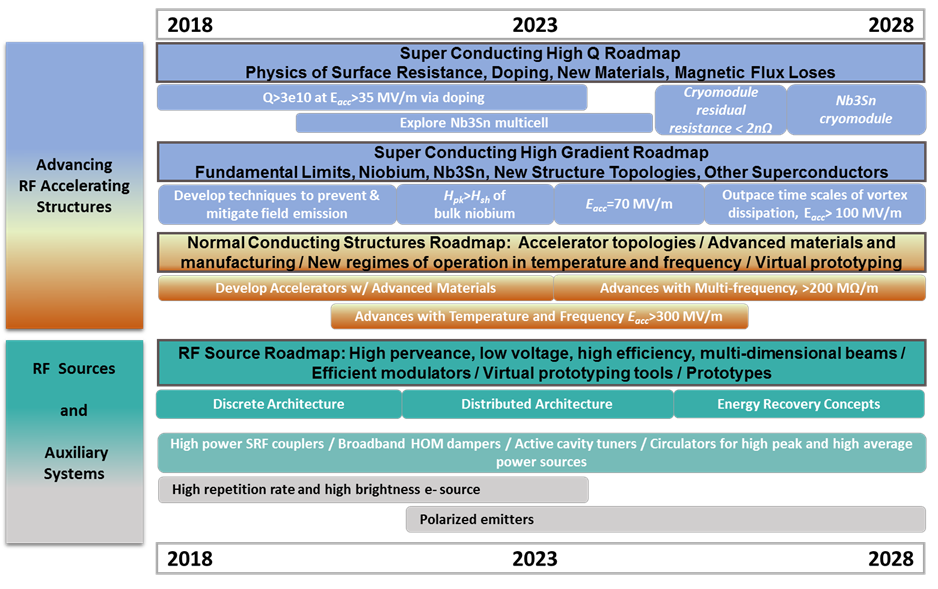 2018 2023 2028
Advancing
RF Accelerating
Structures
Super Conducting High Q Roadmap
Physics of Surface Resistance, Doping, New Materials, Magnetic Flux Loses
Q>3e10 at Eacc>35 MV/m via doping
Explore Nb3Sn multicell
Cryomodule
residual
resistance < 2nΩ
Nb3Sn
cryomodule
Super Conducting High Gradient Roadmap
Fundamental Limits, Niobium, Nb3Sn, New Structure Topologies, Other Superconductors
Develop techniques to prevent &
mitigate field emission
Hpk>Hsh of
bulk niobium
Eacc=70 MV/m
Outpace time scales of vortex
dissipation, Eacc> 100 MV/m
Normal Conducting Structures Roadmap: Accelerator topologies / Advanced materials and
manufacturing / New regimes of operation in temperature and frequency / Virtual prototyping
Develop Accelerators w/ Advanced Materials
Advances with Multi-frequency, >200 MΩ/m
Advances with Temperature and Frequency Eacc>300 MV/m
RF Sources
and
Auxiliary
Systems
RF Source Roadmap: High perveance, low voltage, high efficiency, multi-dimensional beams /
Efficient modulators / Virtual prototyping tools / Prototypes
Discrete Architecture
Distributed Architecture
Energy Recovery Concepts
High power SRF couplers / Broadband HOM dampers / Active cavity tuners / Circulators for high peak and high average
power sources
High repetition rate and high brightness e- source
Polarized emitters
2018 2023 2028